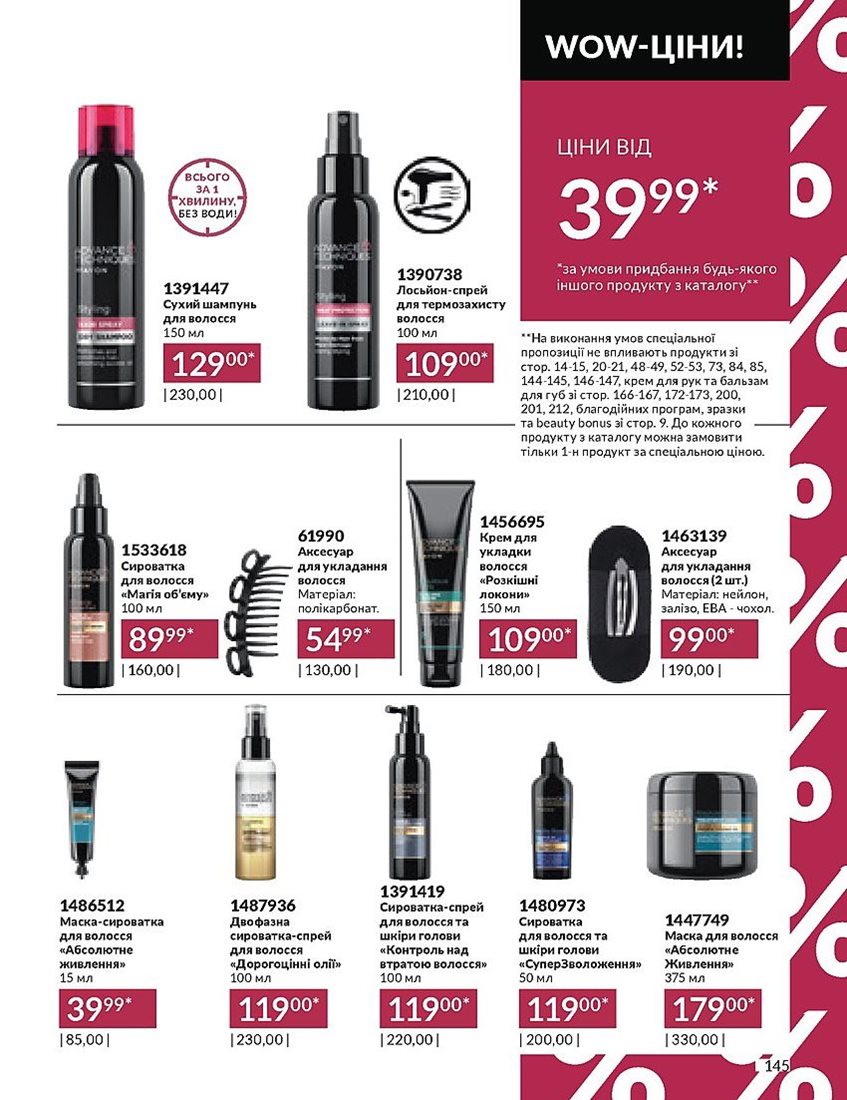 WOW-ЦІНИ!
ЦІНИ ВІД
39⁹⁹*
*за умови придбання будь-якого
іншого продукту з каталогу**
**На виконання умов спеціальної
пропозиції не впливають продукти зі
стор. 14-15, 20-21, 48-49, 52-53, 73, 84, 85,
144-145, 146-147, крем для рук та бальзам
для губ зі стор. 166-167, 172-173, 200,
201, 212, благодійних програм, зразки
та beauty bonus зі стор. 9. До кожного
продукту з каталогу можна замовити
тільки 1-н продукт за спеціальною ціною.
ADVANCE
TECHNIQUES
Styling
ВСЬОГО
ЗА 1
ХВИЛИНУ,
БЕЗ ВОДИ!
1391447
Сухий шампунь
для волосся
150 мл
129⁰⁰*
|230,00|
ADVANCE
TECHNIQUES
Styling
1390738
Лосьйон-спрей
для термозахисту
волосся
100 мл
109⁰⁰*
|210,00|
1533618
Сироватка
для волосся
«Магія об'єму»
100 мл
89⁹⁹*
|160,00|
61990
Аксесуар
для укладання
волосся
Матеріал:
полікарбонат.
54⁹⁹*
|130,00|
1456695
Крем для
укладки
волосся
«Розкішні
локони»
150 мл
109⁰⁰*
|180,00|
1463139
Аксесуар
для укладання
волосся (2 шт.)
Матеріал: нейлон,
залізо, ЕВА - чохол.
99⁰⁰*
|190,00|
1486512
Маска-сироватка
для волосся
«Абсолютне
живлення»
15 мл
39⁹⁹*
|85,00|
1487936
Двофазна
сироватка-спрей
для волосся
«Дорогоцінні олії»
100 мл
119⁰⁰*
|230,00|
1391419
Сироватка-спрей
для волосся та
шкіри голови
«Контроль над
втратою волосся»
100 мл
119⁰⁰*
|220,00|
1480973
Сироватка
для волосся та
шкіри голови
«СуперЗволоження»
50 мл
119⁰⁰*
|200,00|
ADVANCE
TECHNIQUES
1447749
Маска для волосся
«Абсолютне
Живлення»
375 мл
179⁰⁰*
|330,00|
145